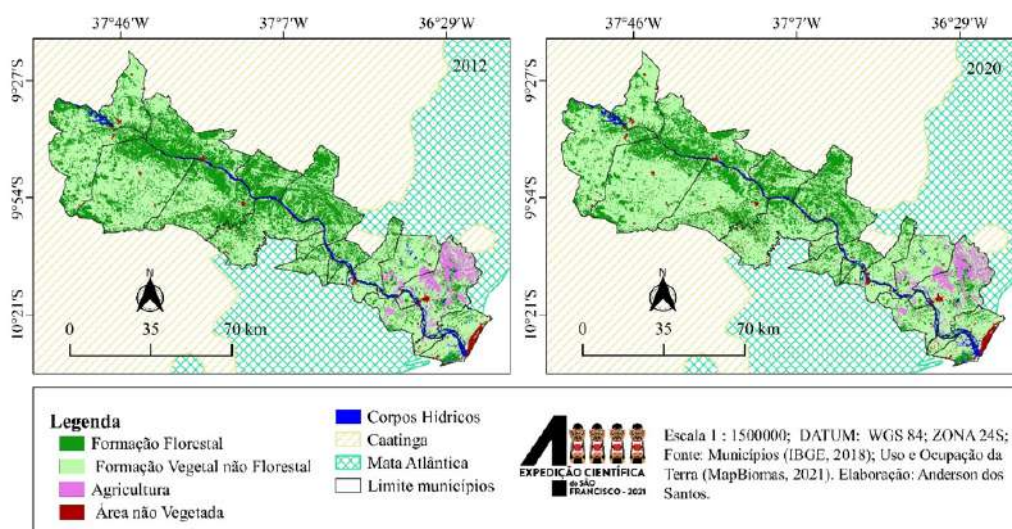 37°46'W 37°7'W 36°29'W 37°46'W 37°7'W 36°29'W
2012 2020
9°27'S 9°27'S
9°54'S 9°54'S
10°21'S 10°21'S
N N
0 35 70 km 0 35 70 km
Legenda
Formação Florestal
Formação Vegetal não Florestal
Agricultura
Área não Vegetada
Corpos Hídricos
Caatinga
Mata Atlântica
Limite municípios
EXPEDIÇÃO CIENTÍFICA
do SÃO
FRANCISCO - 2021
Escala 1 : 1500000; DATUM: WGS 84; ZONA 24S;
Fonte: Municípios (IBGE, 2018); Uso e Ocupação da
Terra (MapBiomas, 2021). Elaboração: Anderson dos
Santos.